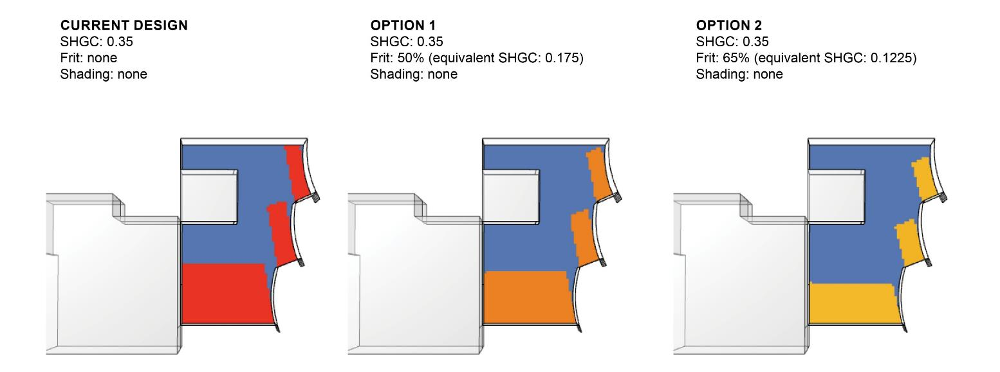 CURRENT DESIGN
SHGC: 0.35
Frit: none
Shading: none
OPTION 1
SHGC: 0.35
Frit: 50% (equivalent SHGC: 0.175)
Shading: none
OPTION 2
SHGC: 0.35
Frit: 65% (equivalent SHGC: 0.1225)
Shading: none